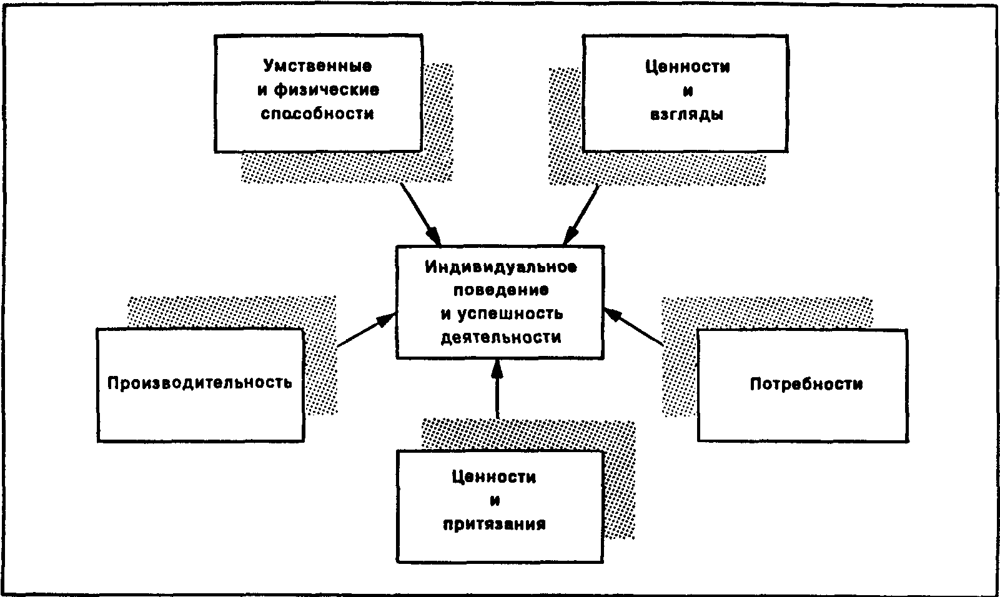 Умственные
и физические
способности
Ценности
и
взгляды
Индивидуальное
поведение
и успешность
деятельности
Производительность
Потребности
Ценности
и
притязания